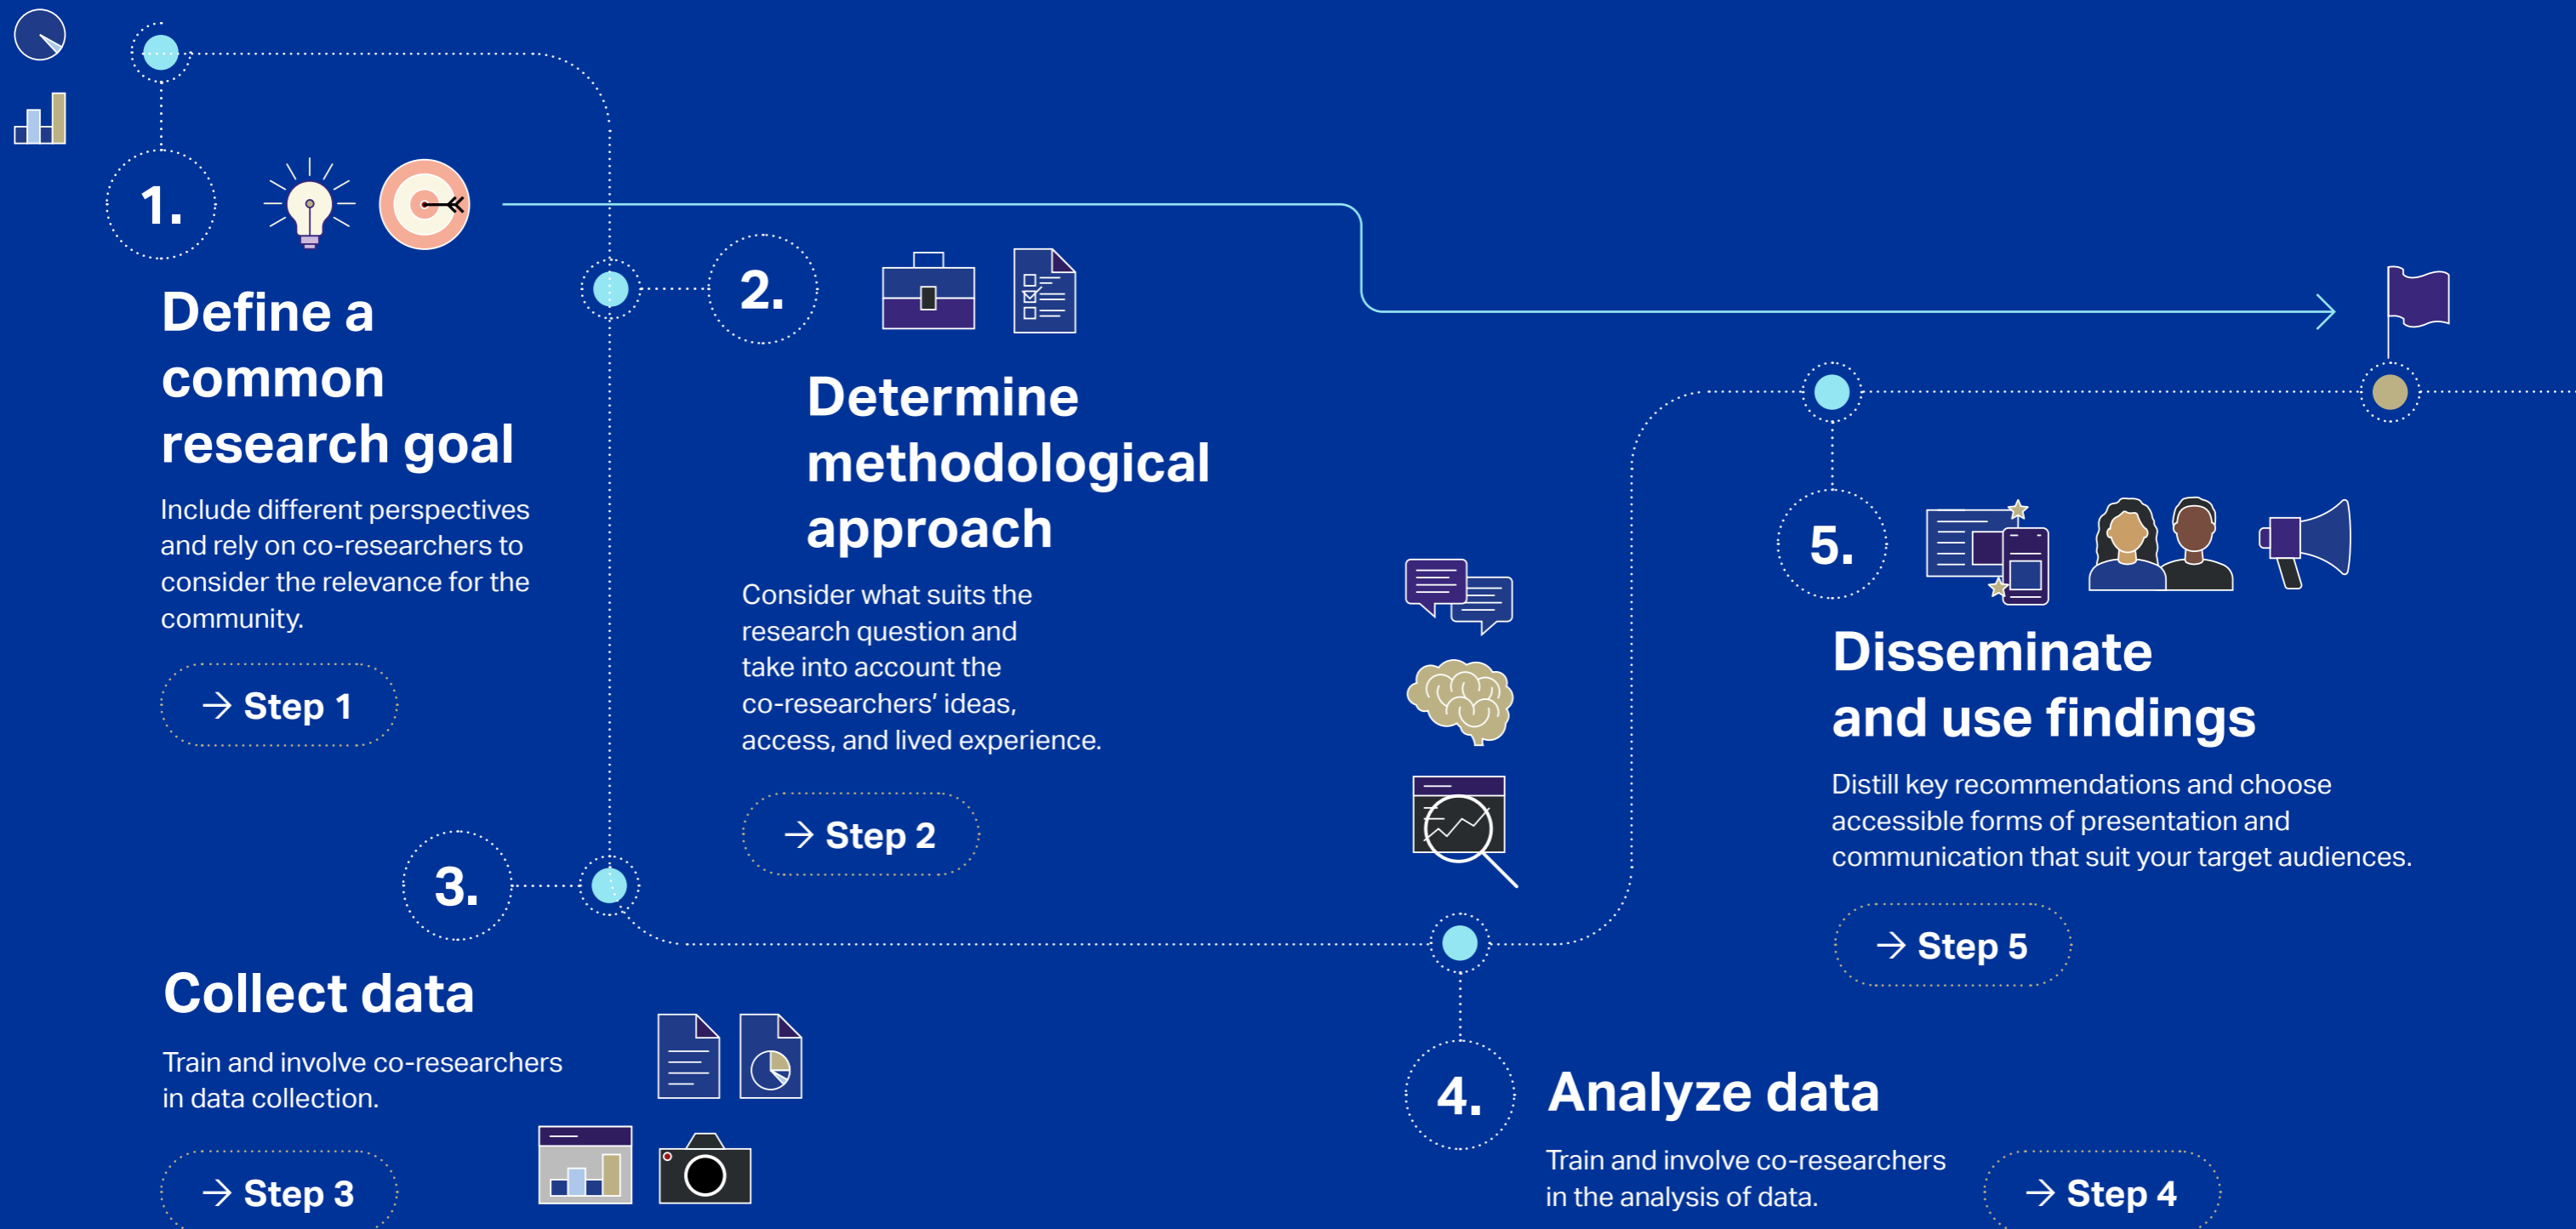 1.
Define a
common
research goal
Include different perspectives
and rely on co-researchers to
consider the relevance for the
community.
→ Step 1
2.
Determine
methodological
approach
Consider what suits the
research question and
take into account the
co-researchers’ ideas,
access, and lived experience.
→ Step 2
3.
Collect data
Train and involve co-researchers
in data collection.
→ Step 3
4.
Analyze data
Train and involve co-researchers
in the analysis of data.
→ Step 4
5.
Disseminate
and use findings
Distill key recommendations and choose
accessible forms of presentation and
communication that suit your target audiences.
→ Step 5